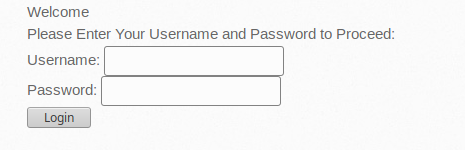 Welcome
Please Enter Your Username and Password to Proceed:
Username:
Password:
Login